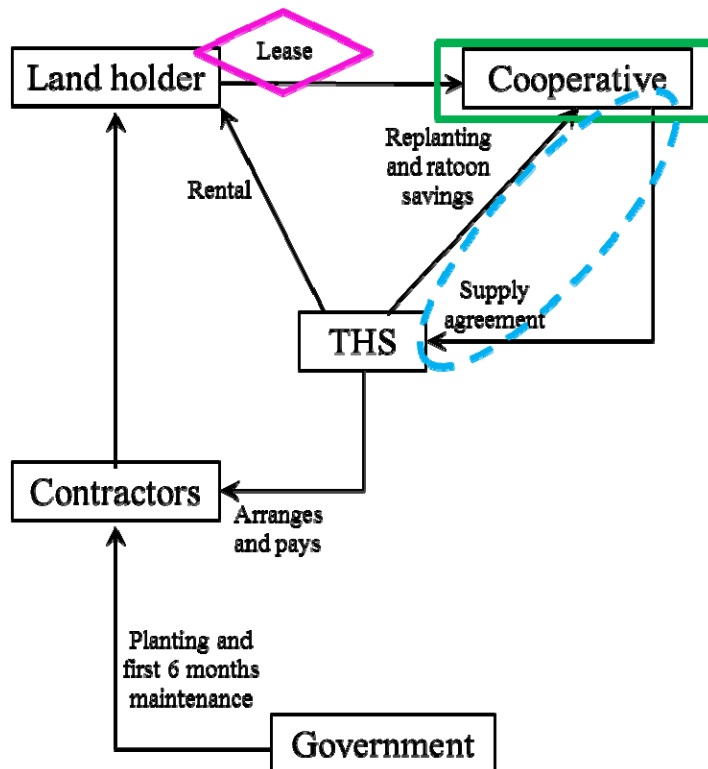 Lease
Land holder
Cooperative
Replanting
and ratoon
savings
Rental
Supply
agreement
THS
Contractors
Arranges
and pays
Planting and
first 6 months
maintenance
Government